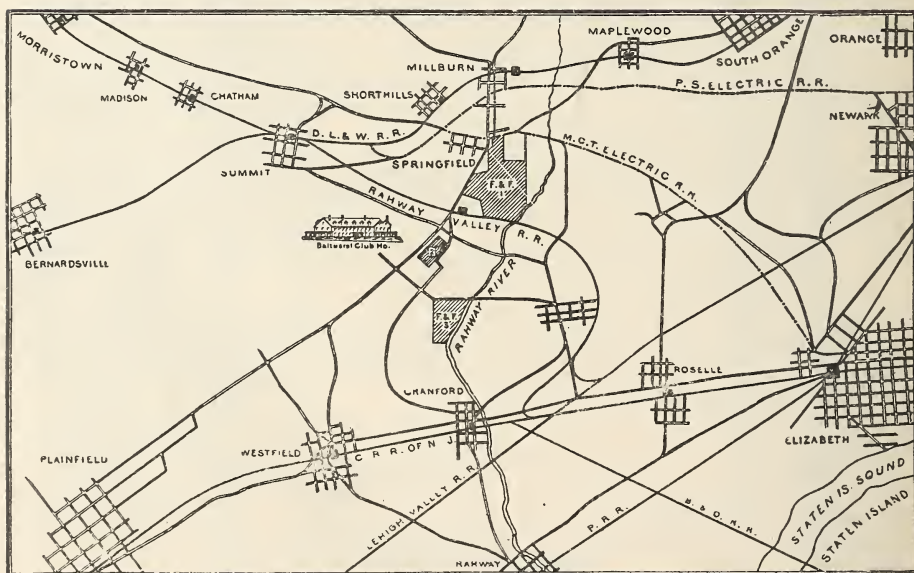 MORRISTOWN
MADISON
CHATHAM
SHORTHILLS
MILLBURN
MAPLEWOOD
SOUTH ORANGE
ORANGE
P.S. ELECTRIC R.R.
NEWARK
D.L. & W. R.R.
SUMMIT
SPRINGFIELD
M.C.T. ELECTRIC R.R.
F. & F.
RAHWAY VALLEY R.R.
Baltusrol Club Ho.
BERNARDSVILLE
RAHWAY RIVER
F. & F.
CRANFORD
ROSELLE
ELIZABETH
WESTFIELD
C. R. R. OF N. J.
PLAINFIELD
LEHIGH VALLEY R.R.
P.R.R.
B. & O. R.R.
STATEN IS. SOUND
STATEN ISLAND
RAHWAY